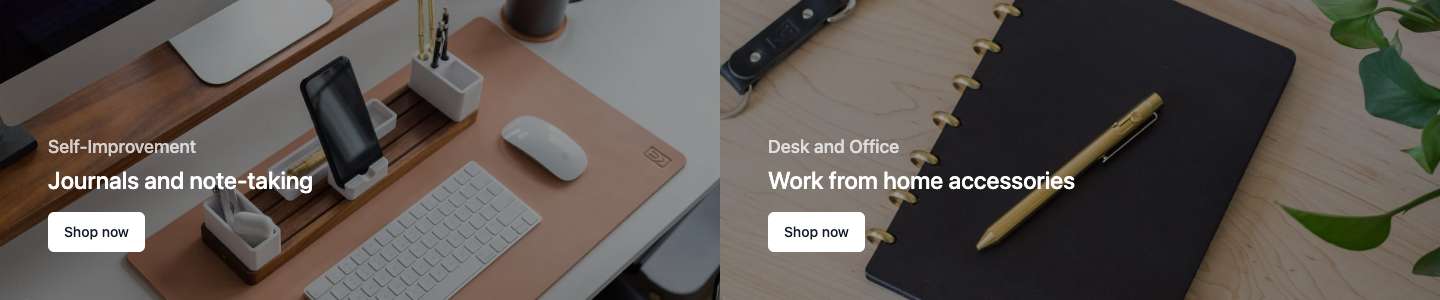 Self-Improvement
Journals and note-taking
Shop now
Desk and Office
Work from home accessories
Shop now